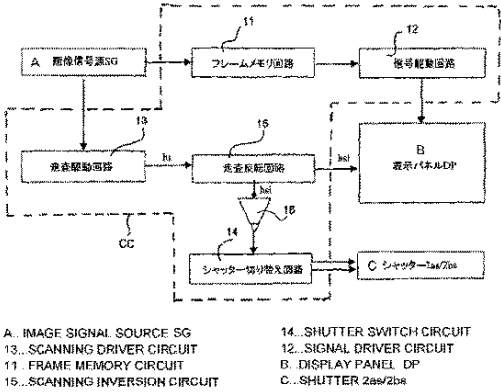 11
12
A 画像信号源SG
フレームメモリ回路
信号駆動回路
13
15
B
表示パネルDP
走査駆動回路
hs
走査反転回路
hsi
hsi
16
CC
14
シャッター切り替え回路
C シャッター2as/2bs
A... IMAGE SIGNAL SOURCE SG
13...SCANNING DRIVER CIRCUIT
11...FRAME MEMORY CIRCUIT
15...SCANNING INVERSION CIRCUIT
14...SHUTTER SWITCH CIRCUIT
12...SIGNAL DRIVER CIRCUIT
B... DISPLAY PANEL DP
C...SHUTTER 2as/2bs